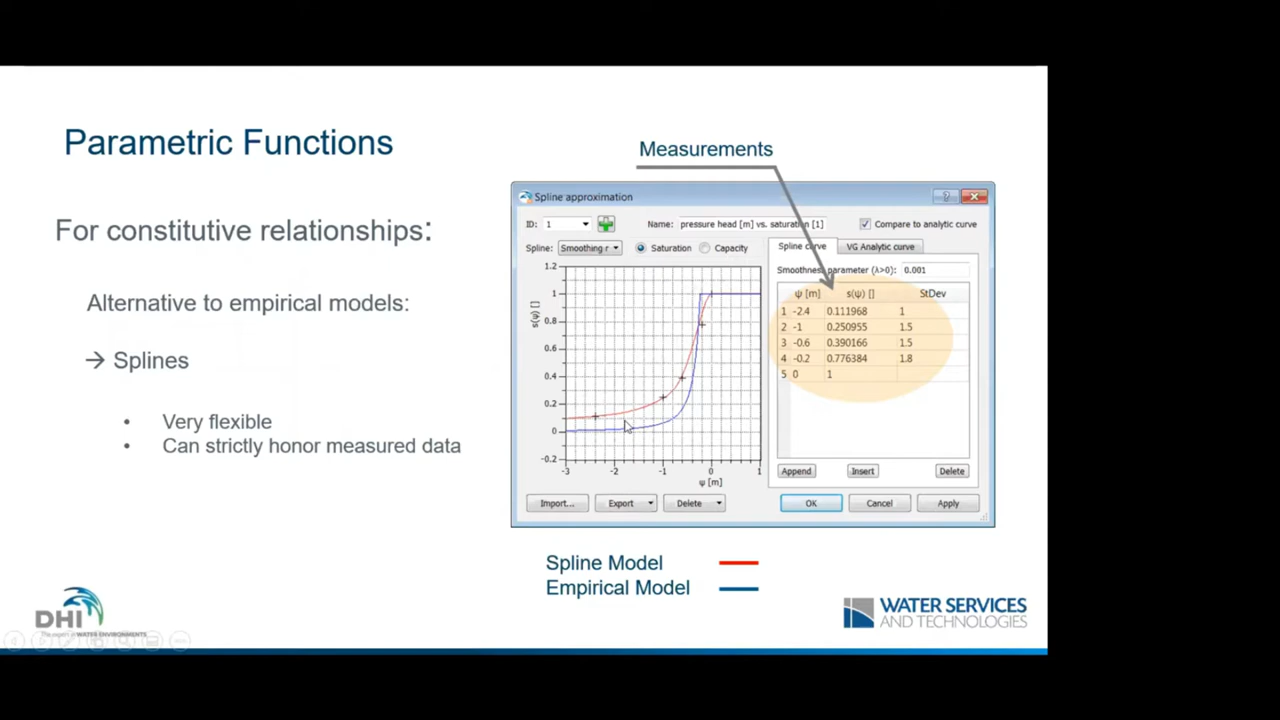 Parametric Functions
For constitutive relationships:
Alternative to empirical models:
→ Splines
• Very flexible
• Can strictly honor measured data
Measurements
Spline approximation
ID: 1
Name: pressure head [m] vs. saturation [1]
Compare to analytic curve
Spline: Smoothing r
Saturation
Capacity
Spline curve
VG Analytic curve
Smoothness parameter (λ>0): 0.001
ψ [m] s(ψ) [] StDev
1 -2.4 0.111968 1
2 -1 0.250955 1.5
3 -0.6 0.390166 1.5
4 -0.2 0.776384 1.8
5 0 1
1.2
1
0.8
0.6
0.4
0.2
0
-0.2
s(ψ) []
-3 -2 -1 0 1
ψ [m]
Append Insert Delete
Import... Export Delete OK Cancel Apply
Spline Model
Empirical Model
DHI
The expert in WATER ENVIRONMENTS
WATER SERVICES
AND TECHNOLOGIES